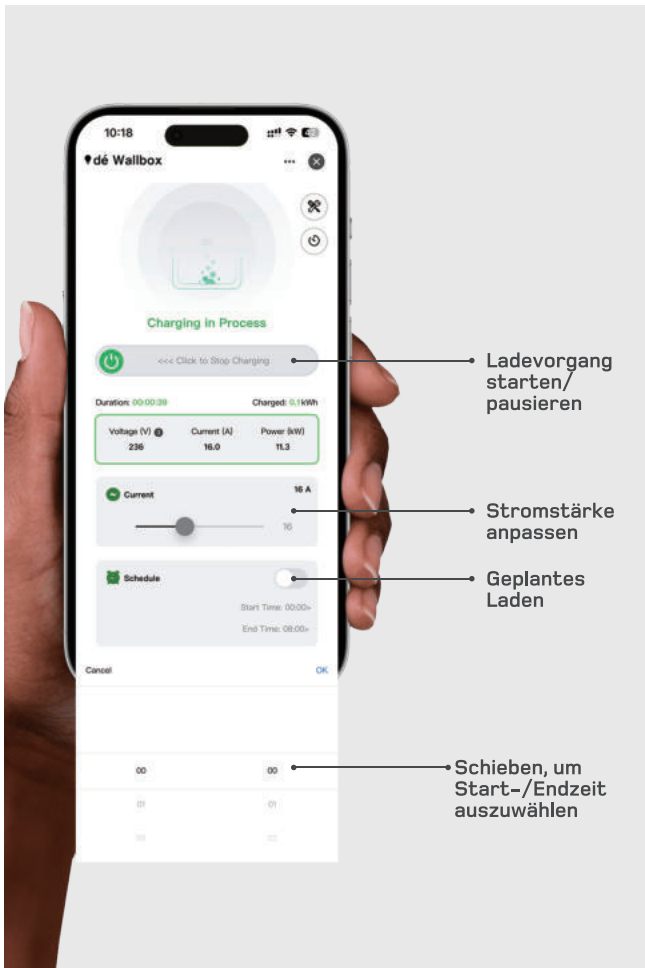 10:18
dé Wallbox
Charging in Process
<<< Click to Stop Charging
Ladevorgang
starten/
pausieren
Duration: 00:00:39
Charged: 0.1 kWh
Voltage (V) Current (A) Power (kW)
236 16.0 11.3
Current
16 A
16
Stromstärke
anpassen
Schedule
Geplantes
Laden
Start Time: 00:00>
End Time: 08:00>
Cancel OK
00 00
Schieben, um
Start-/Endzeit
auszuwählen
01 01
02